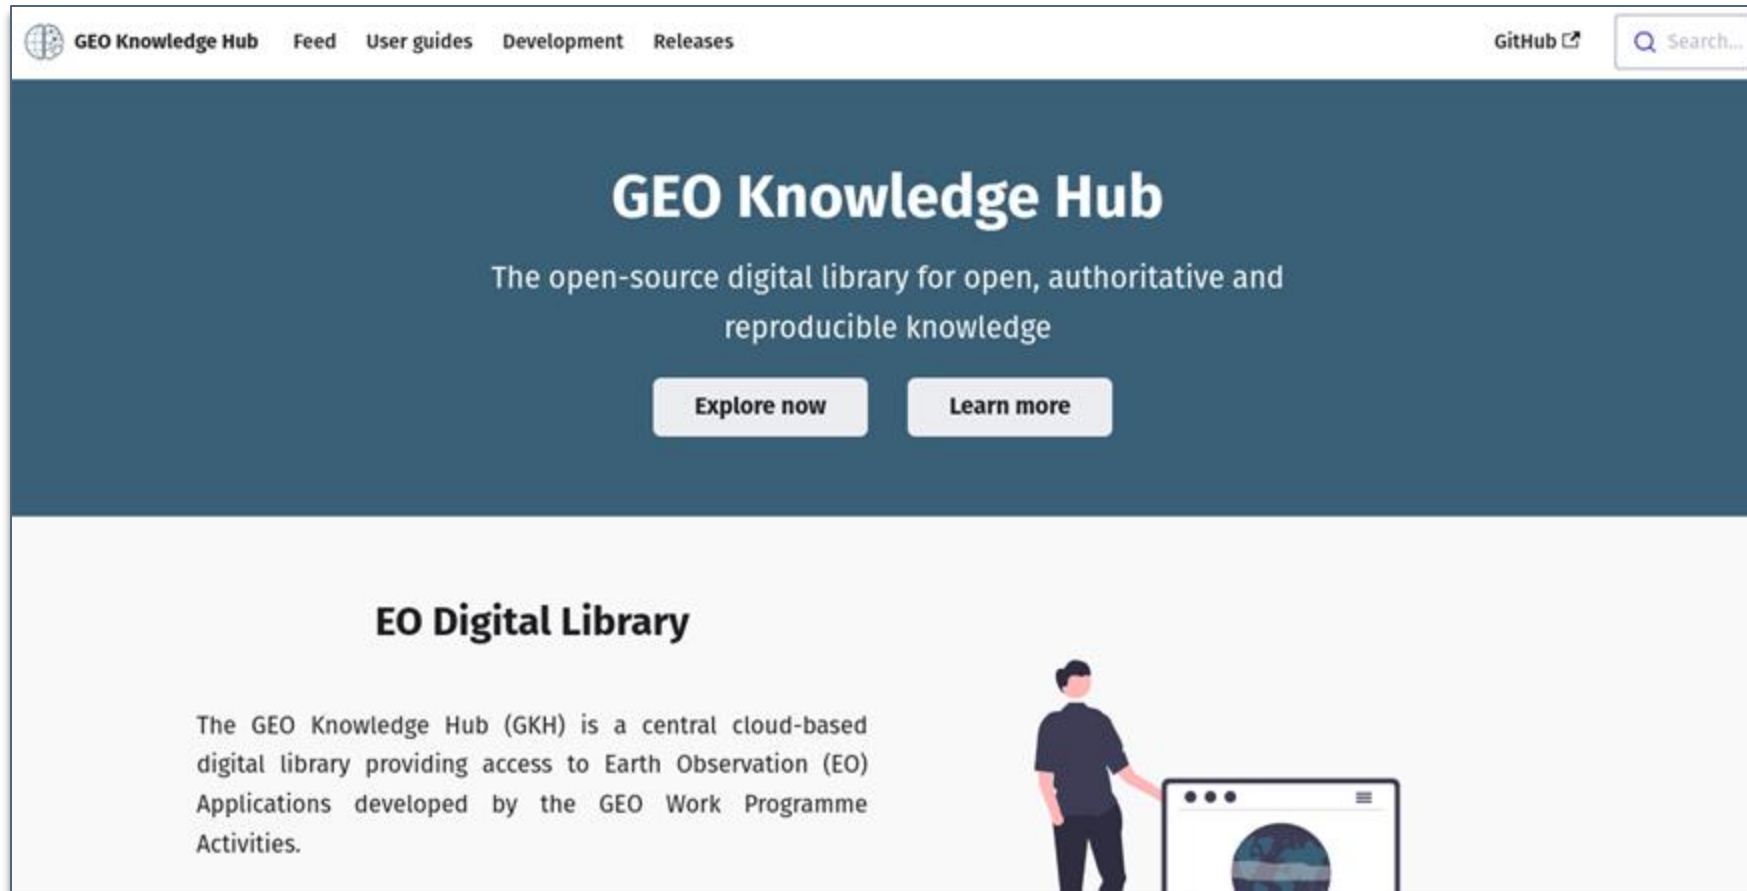 GEO Knowledge Hub Feed User guides Development Releases GitHub Search...
GEO Knowledge Hub
The open-source digital library for open, authoritative and
reproducible knowledge
Explore now Learn more
EO Digital Library
The GEO Knowledge Hub (GKH) is a central cloud-based
digital library providing access to Earth Observation (EO)
Applications developed by the GEO Work Programme
Activities.